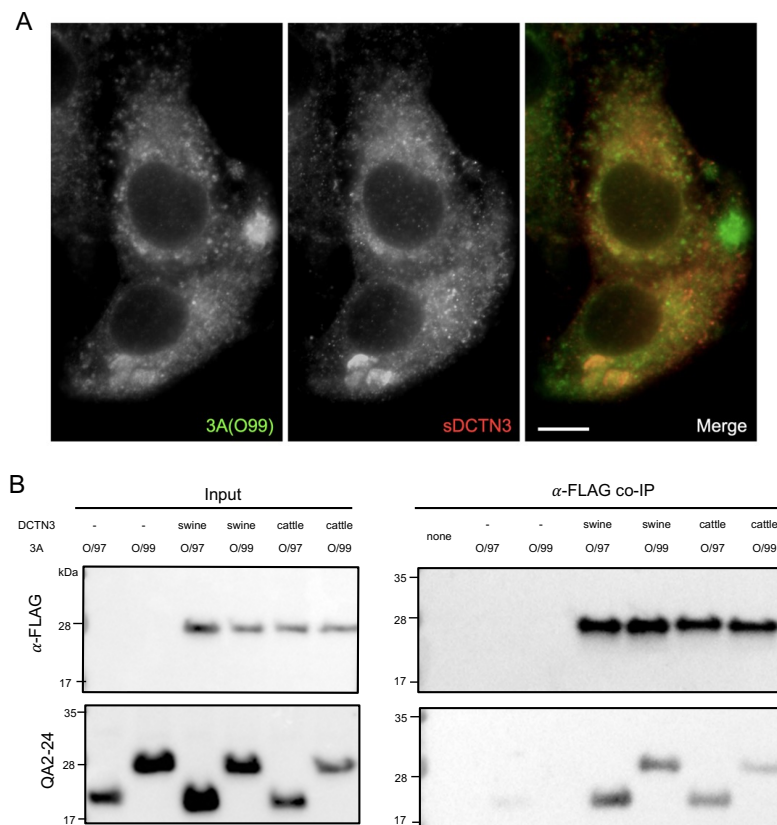 A
3A(O99) sDCTN3 Merge
B
Input α-FLAG co-IP
DCTN3 - - swine swine cattle cattle - - swine swine cattle cattle
none
3A O/97 O/99 O/97 O/99 O/97 O/99 O/97 O/99 O/97 O/99 O/97 O/99
kDa
35
α-FLAG
28 28
17 17
35 35
QA2-24
28 28
17 17